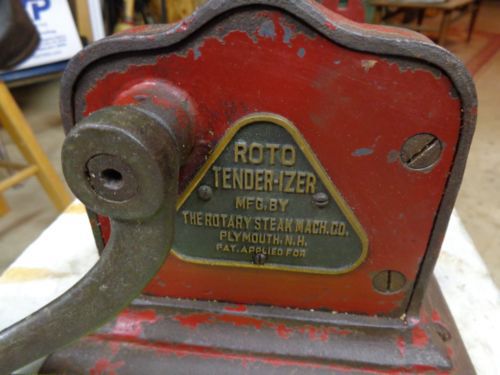 ROTO
TENDER-IZER
MFG. BY
THE ROTARY STEAK MACH. CO.
PLYMOUTH, N.H.
PAT. APPLIED FOR